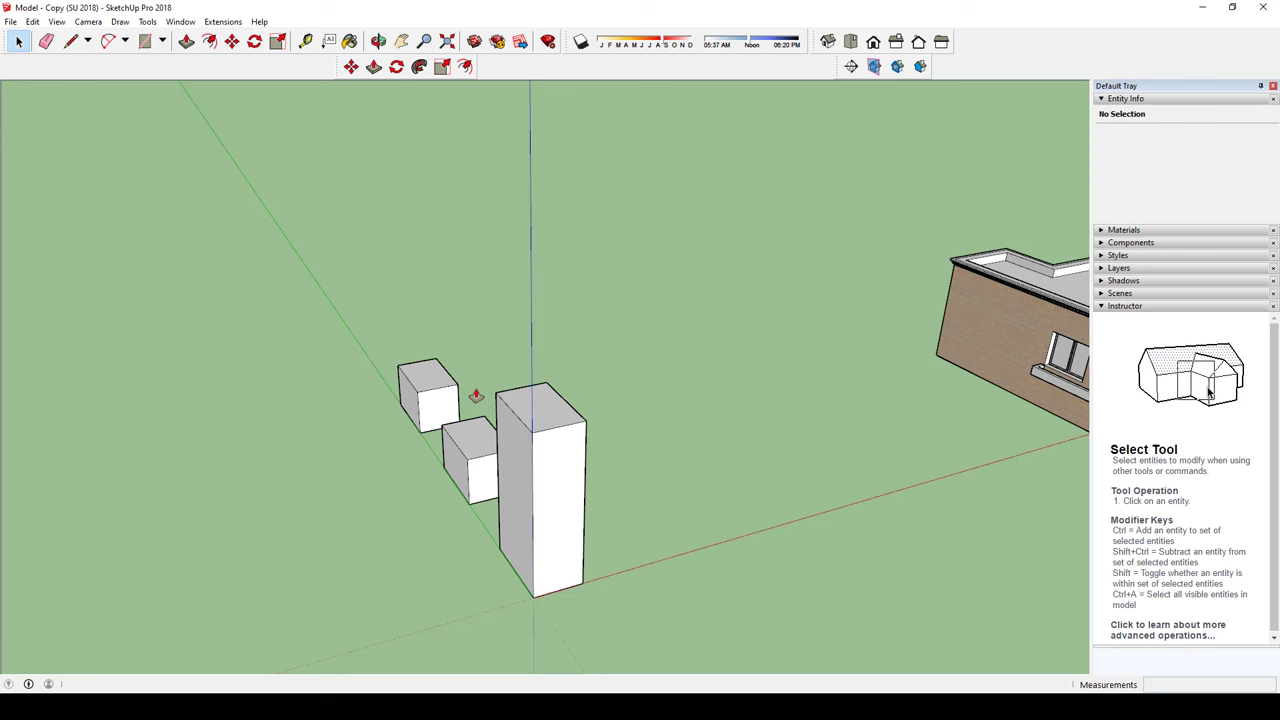 Model - Copy (SU 2018) - SketchUp Pro 2018
File Edit View Camera Draw Tools Window Extensions Help
J F M A M J J A S O N D 05:37 AM Noon 06:20 PM
Default Tray
Entity Info
No Selection
Materials
Components
Styles
Layers
Shadows
Scenes
Instructor
Select Tool
Select entities to modify when using
other tools or commands.
Tool Operation
1. Click on an entity.
Modifier Keys
Ctrl = Add an entity to set of
selected entities
Shift+Ctrl = Subtract an entity from
set of selected entities
Shift = Toggle whether an entity is
within set of selected entities
Ctrl+A = Select all visible entities in
model
Click to learn about more
advanced operations...
Measurements